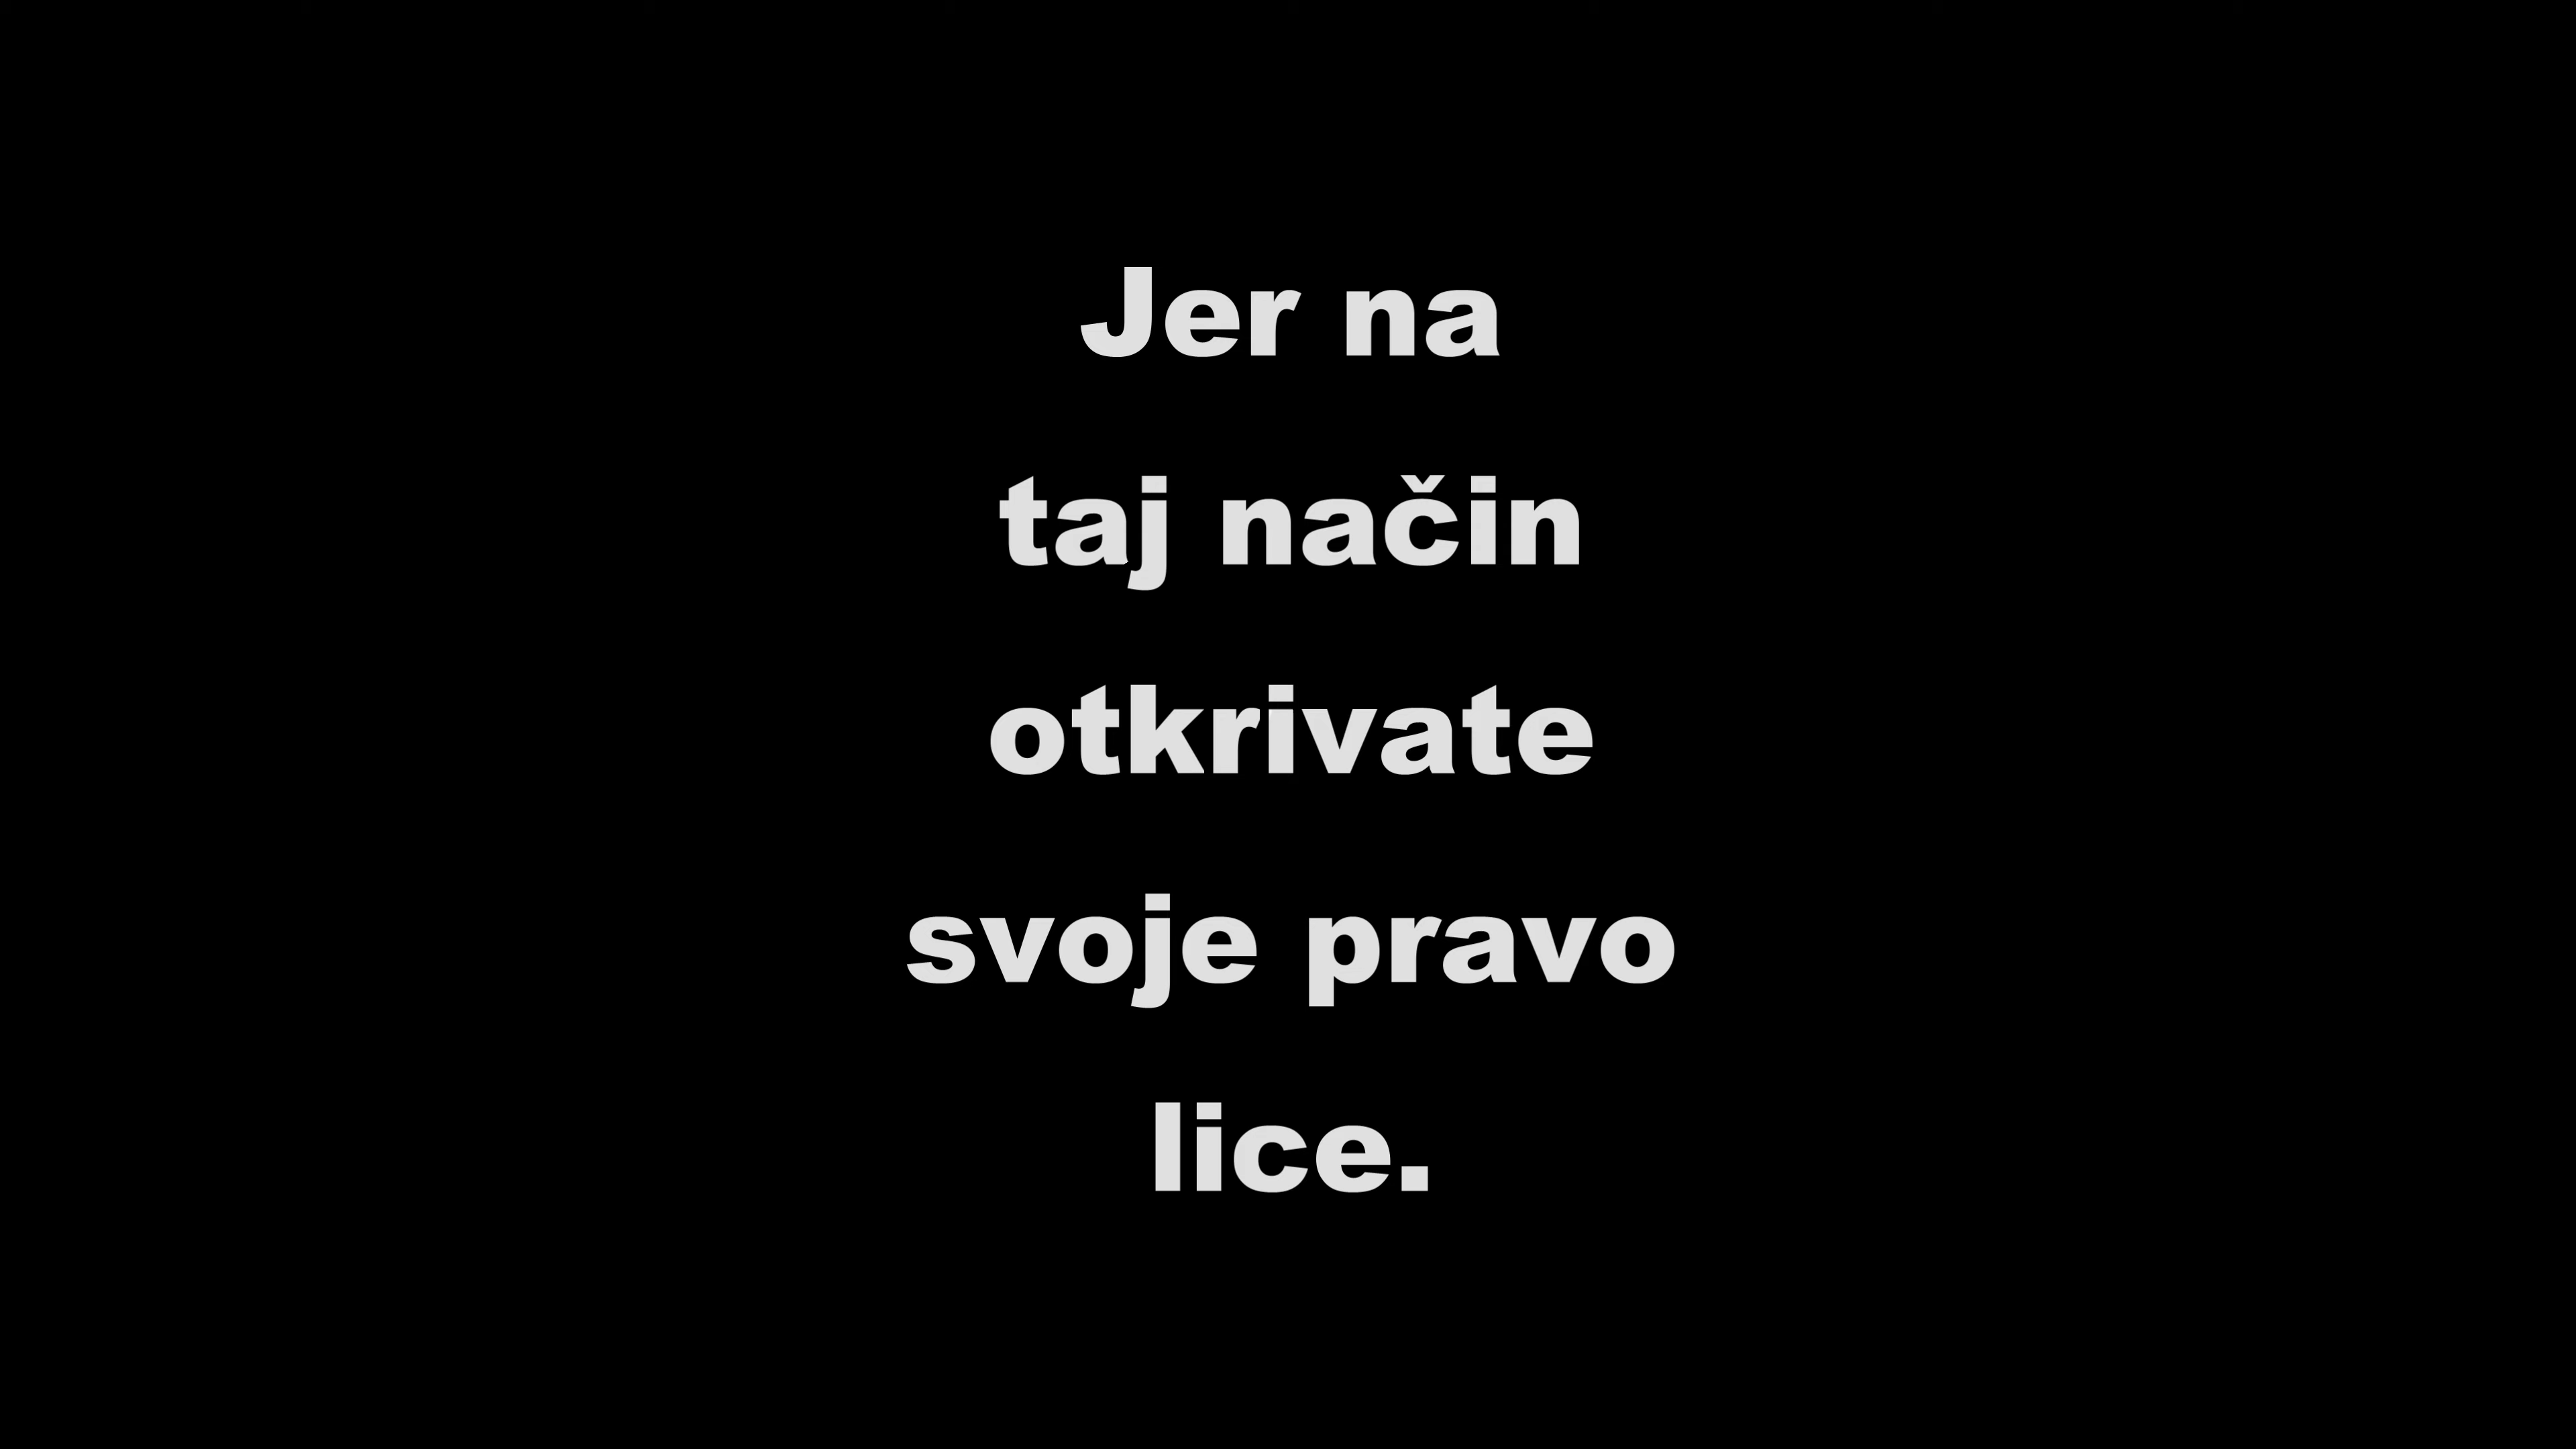 Jer na
taj način
otkrivate
svoje pravo
lice.